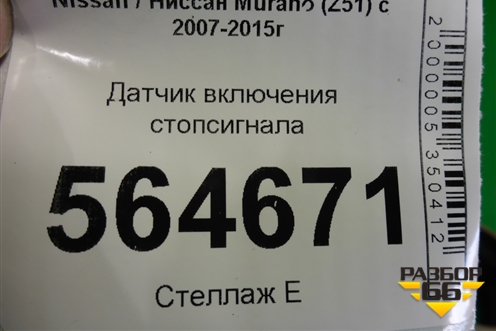 Nissan / Ниссан Murano (Z51) с
2007-2015г
Датчик включения
стопсигнала
564671
Стеллаж Е
2000005350412
РАЗБОР
66